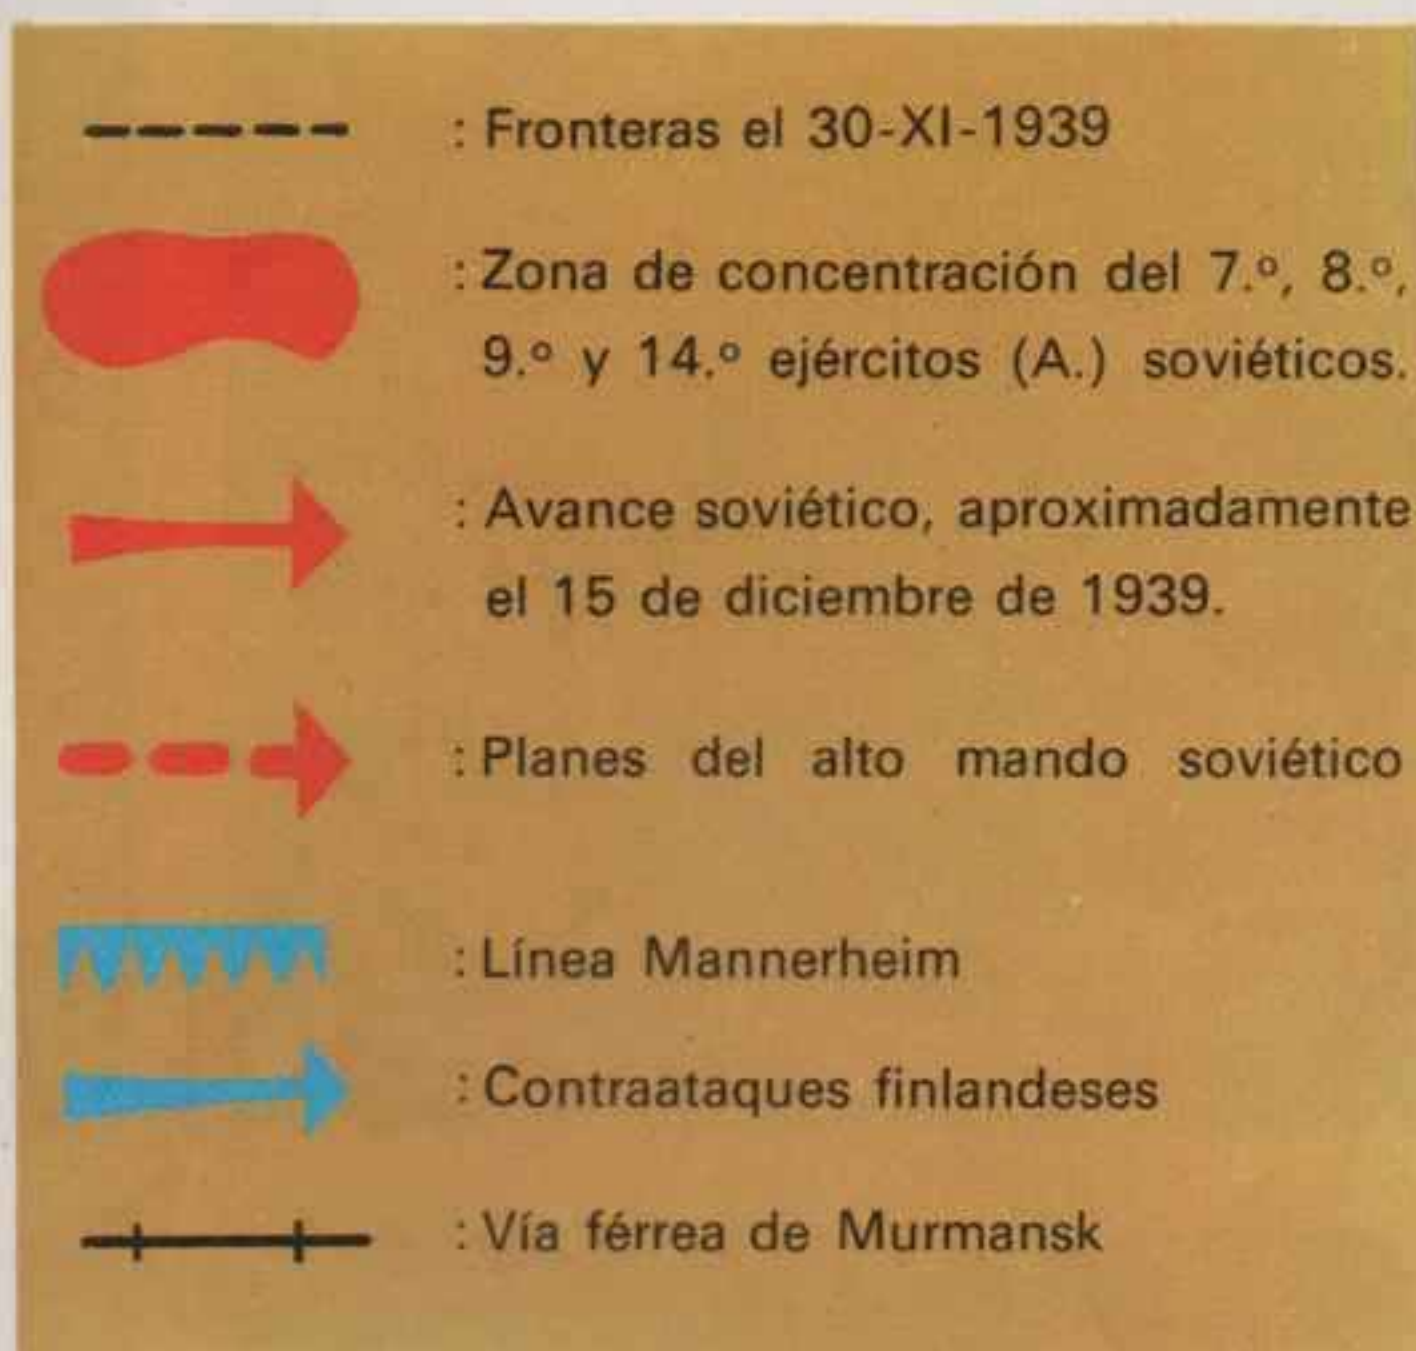 : Fronteras el 30-XI-1939
: Zona de concentración del 7.º, 8.º,
9.º y 14.º ejércitos (A.) soviéticos.
: Avance soviético, aproximadamente
el 15 de diciembre de 1939.
: Planes del alto mando soviético
: Línea Mannerheim
: Contraataques finlandeses
: Vía férrea de Murmansk